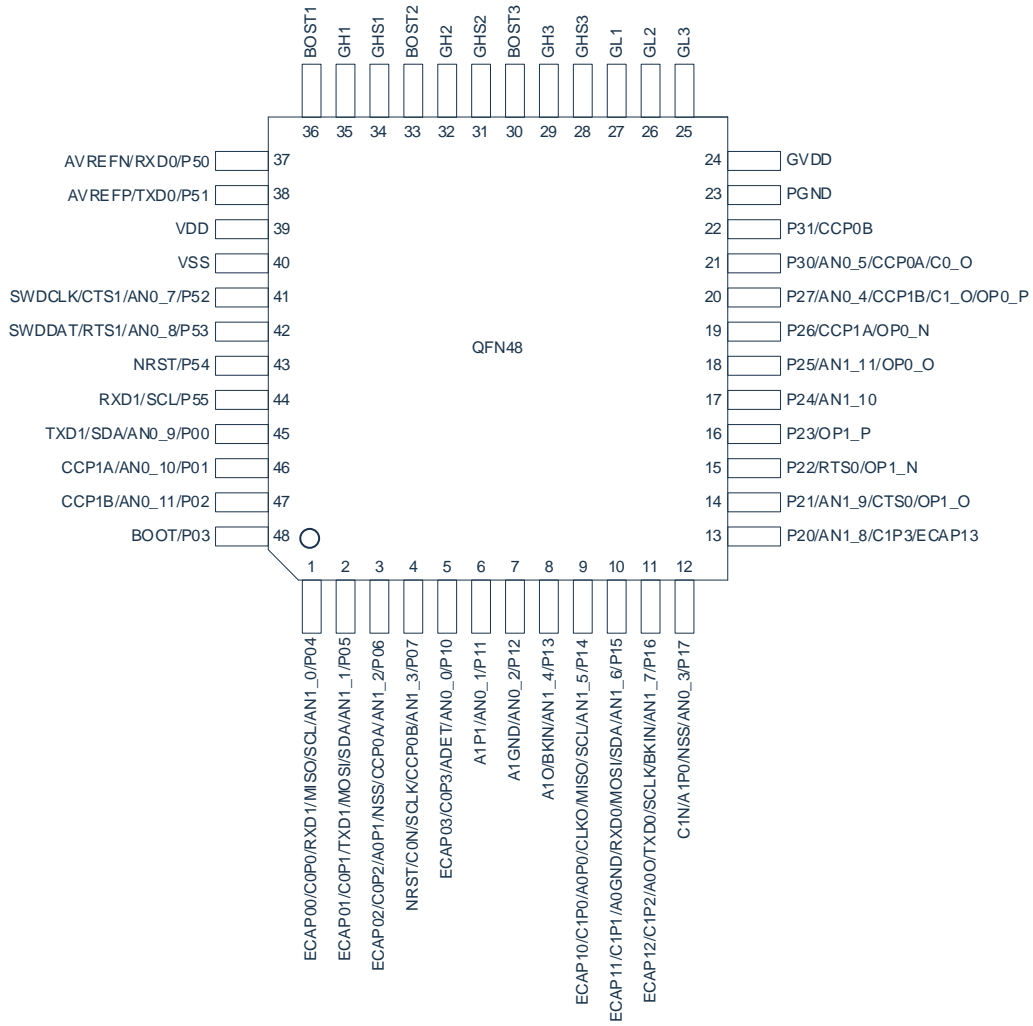 BOST1
GH1
GHS1
BOST2
GH2
GHS2
BOST3
GH3
GHS3
GL1
GL2
GL3
36
35
34
33
32
31
30
29
28
27
26
25
AVREFN/RXD0/P50
37
AVREFP/TXD0/P51
38
VDD
39
VSS
40
SWDCLK/CTS1/AN0_7/P52
41
SWDDAT/RTS1/AN0_8/P53
42
NRST/P54
43
RXD1/SCL/P55
44
TXD1/SDA/AN0_9/P00
45
CCP1A/AN0_10/P01
46
CCP1B/AN0_11/P02
47
BOOT/P03
48
QFN48
24
GVDD
23
PGND
22
P31/CCP0B
21
P30/AN0_5/CCP0A/C0_O
20
P27/AN0_4/CCP1B/C1_O/OP0_P
19
P26/CCP1A/OP0_N
18
P25/AN1_11/OP0_O
17
P24/AN1_10
16
P23/OP1_P
15
P22/RTS0/OP1_N
14
P21/AN1_9/CTS0/OP1_O
13
P20/AN1_8/C1P3/ECAP13
1
2
3
4
5
6
7
8
9
10
11
12
ECAP00/C0P0/RXD1/MISO/SCL/AN1_0/P04
ECAP01/C0P1/TXD1/MOSI/SDA/AN1_1/P05
ECAP02/C0P2/A0P1/NSS/CCP0A/AN1_2/P06
NRST/C0N/SCLK/CCP0B/AN1_3/P07
ECAP03/C0P3/ADET/AN0_0/P10
A1P1/AN0_1/P11
A1GND/AN0_2/P12
A1O/BKIN/AN1_4/P13
ECAP10/C1P0/A0P0/CLKO/MISO/SCL/AN1_5/P14
ECAP11/C1P1/A0GND/RXD0/MOSI/SDA/AN1_6/P15
ECAP12/C1P2/A0O/TXD0/SCLK/BKIN/AN1_7/P16
C1N/A1P0/NSS/AN0_3/P17